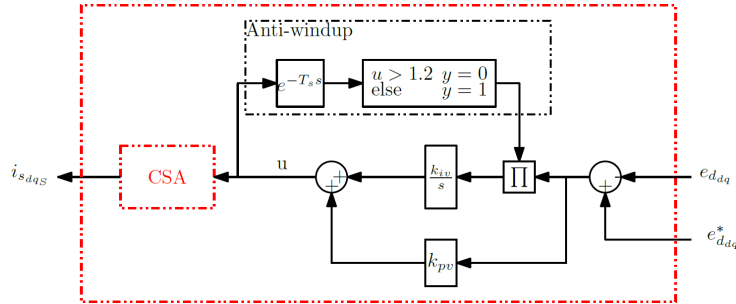 Anti-windup
e^{-T_s s}
u > 1.2 y = 0
else y = 1
i_{s_{dq_S}}
CSA
u
+
+
k_{iv}/s
∏
-
+
e_{d_{dq}}
e^*_{d_{dq}}
k_{pv}